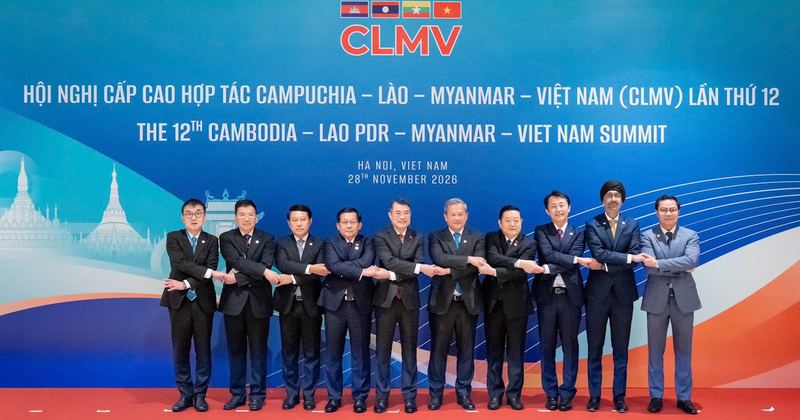 CLMV
HỘI NGHỊ CẤP CAO HỢP TÁC CAMPUCHIA – LÀO – MYANMAR – VIỆT NAM (CLMV) LẦN THỨ 12
THE 12TH CAMBODIA – LAO PDR – MYANMAR – VIET NAM SUMMIT
HA NOI, VIET NAM
28TH NOVEMBER 2026